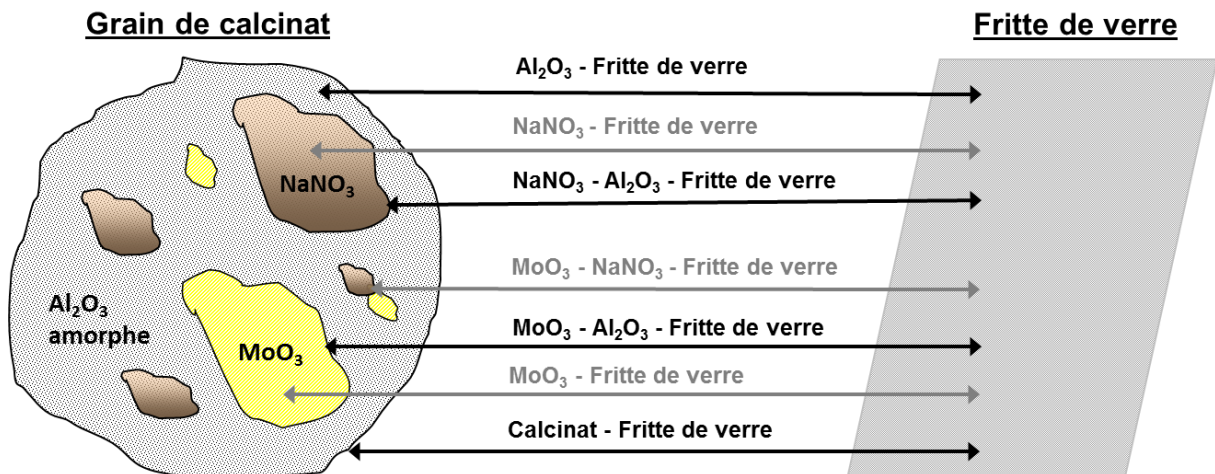 Grain de calcinat
Fritte de verre
Al₂O₃ - Fritte de verre
NaNO₃ - Fritte de verre
NaNO₃ - Al₂O₃ - Fritte de verre
NaNO₃
MoO₃ - NaNO₃ - Fritte de verre
Al₂O₃
amorphe
MoO₃ - Al₂O₃ - Fritte de verre
MoO₃
MoO₃ - Fritte de verre
Calcinat - Fritte de verre